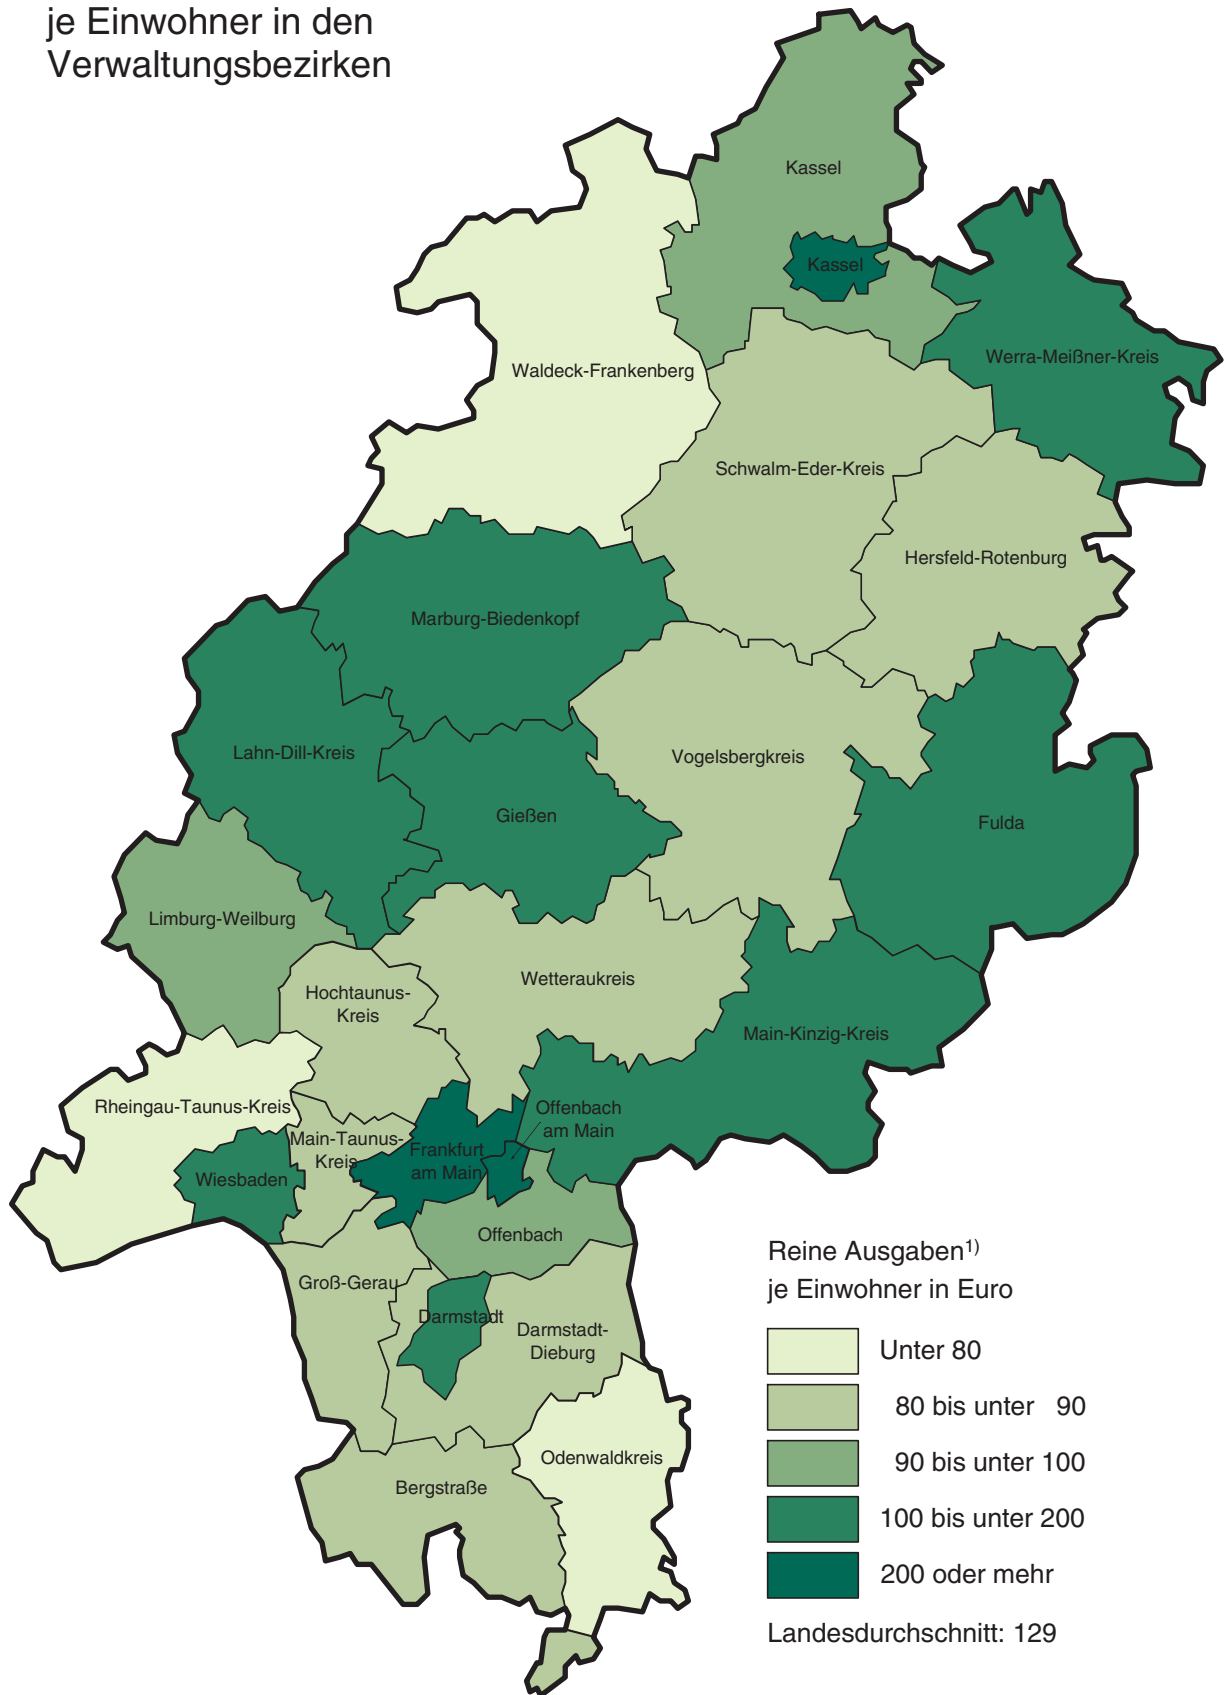 je Einwohner in den
Verwaltungsbezirken
Kassel
Kassel
Werra-Meißner-Kreis
Waldeck-Frankenberg
Schwalm-Eder-Kreis
Hersfeld-Rotenburg
Marburg-Biedenkopf
Lahn-Dill-Kreis
Vogelsbergkreis
Gießen
Fulda
Limburg-Weilburg
Wetteraukreis
Hochtaunus-
Kreis
Main-Kinzig-Kreis
Rheingau-Taunus-Kreis
Offenbach
am Main
Main-Taunus-
Kreis
Frankfurt
am Main
Wiesbaden
Offenbach
Groß-Gerau
Darmstadt
Darmstadt-
Dieburg
Odenwaldkreis
Bergstraße
Reine Ausgaben1)
je Einwohner in Euro
Unter 80
80 bis unter 90
90 bis unter 100
100 bis unter 200
200 oder mehr
Landesdurchschnitt: 129